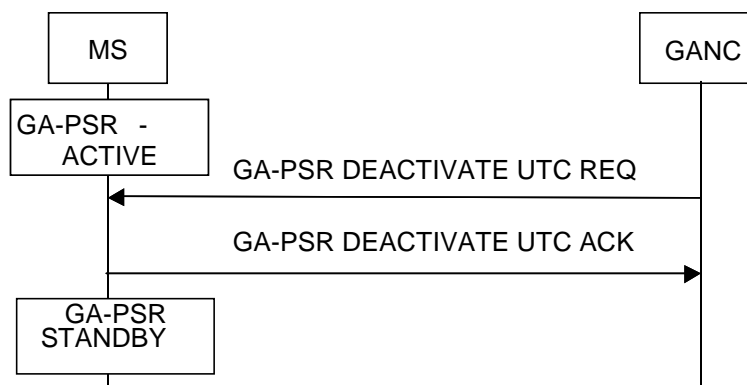 MS
GANC
GA-PSR -
ACTIVE
GA-PSR DEACTIVATE UTC REQ
GA-PSR DEACTIVATE UTC ACK
GA-PSR
STANDBY